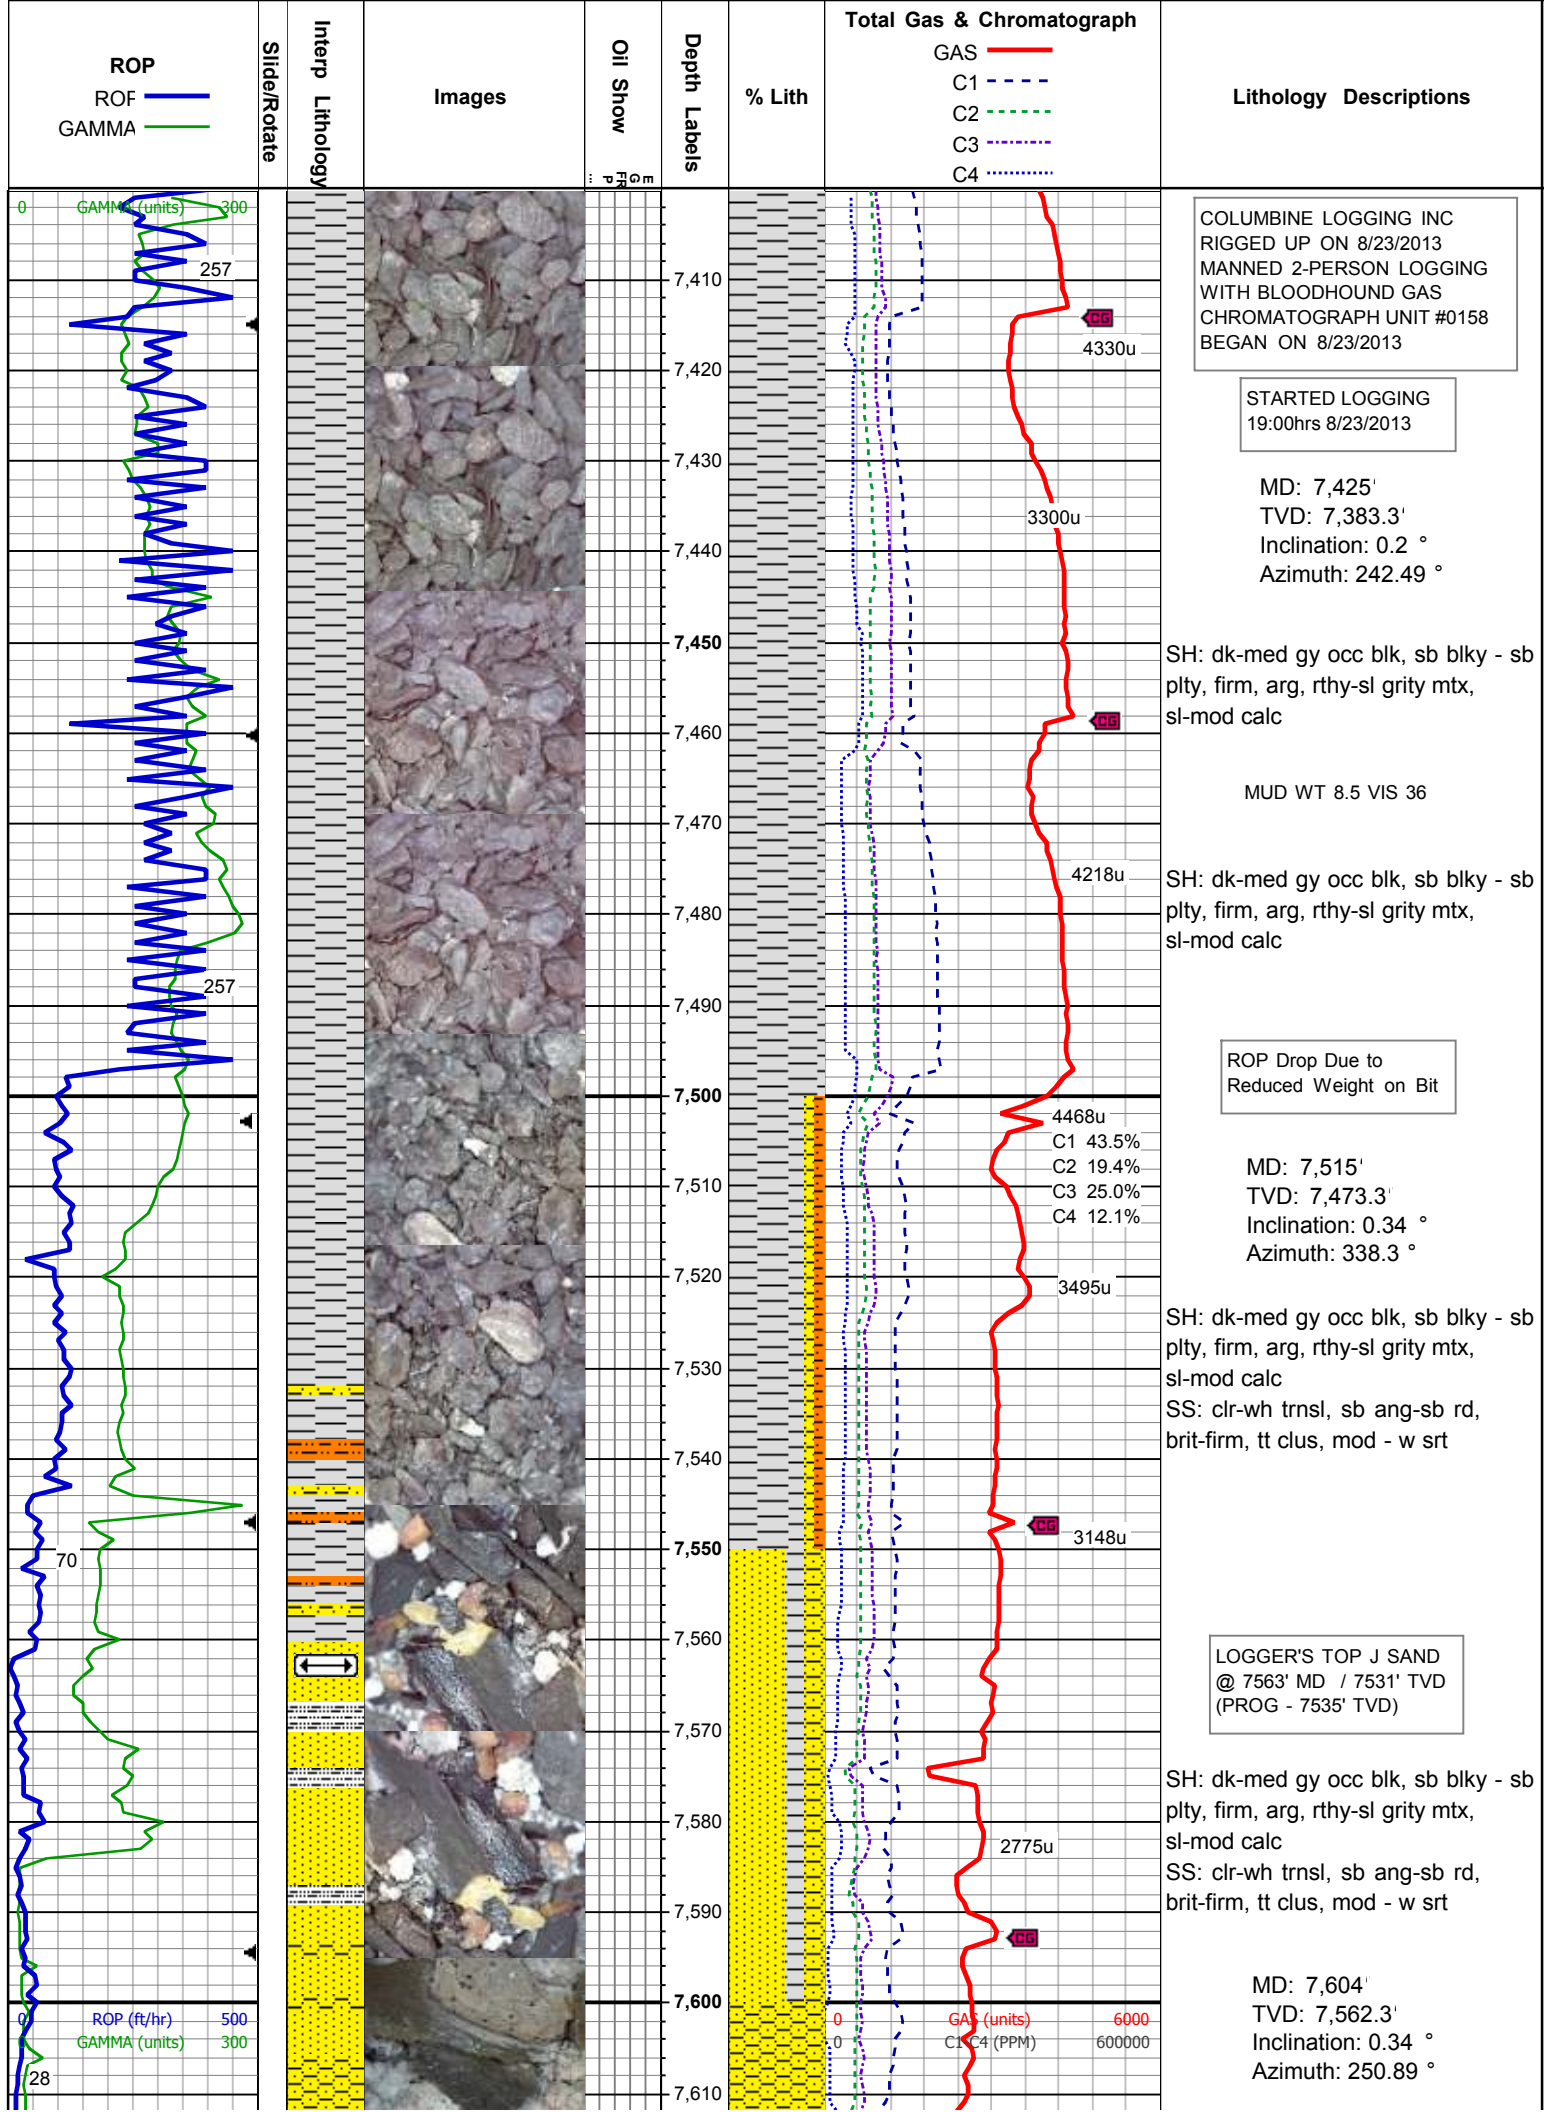 ROP
ROP
GAMMA
Slide/Rotate
Interp Lithology
Images
Oil Show
E
G
FR
P
...
Depth Labels
% Lith
Total Gas & Chromatograph
GAS
C1
C2
C3
C4
Lithology Descriptions
0 GAMMA (units) 300
257
257
70
0 ROP (ft/hr) 500
0 GAMMA (units) 300
28
7,410
7,420
7,430
7,440
7,450
7,460
7,470
7,480
7,490
7,500
7,510
7,520
7,530
7,540
7,550
7,560
7,570
7,580
7,590
7,600
7,610
CG
4330u
3300u
CG
4218u
4468u
C1 43.5%
C2 19.4%
C3 25.0%
C4 12.1%
3495u
CG
3148u
2775u
CG
0 GAS (units) 6000
0 C1-C4 (PPM) 600000
COLUMBINE LOGGING INC
RIGGED UP ON 8/23/2013
MANNED 2-PERSON LOGGING
WITH BLOODHOUND GAS
CHROMATOGRAPH UNIT #0158
BEGAN ON 8/23/2013
STARTED LOGGING
19:00hrs 8/23/2013
MD: 7,425'
TVD: 7,383.3'
Inclination: 0.2 °
Azimuth: 242.49 °
SH: dk-med gy occ blk, sb blky - sb
plty, firm, arg, rthy-sl grity mtx,
sl-mod calc
MUD WT 8.5 VIS 36
SH: dk-med gy occ blk, sb blky - sb
plty, firm, arg, rthy-sl grity mtx,
sl-mod calc
ROP Drop Due to
Reduced Weight on Bit
MD: 7,515'
TVD: 7,473.3'
Inclination: 0.34 °
Azimuth: 338.3 °
SH: dk-med gy occ blk, sb blky - sb
plty, firm, arg, rthy-sl grity mtx,
sl-mod calc
SS: clr-wh trnsl, sb ang-sb rd,
brit-firm, tt clus, mod - w srt
LOGGER'S TOP J SAND
@ 7563' MD / 7531' TVD
(PROG - 7535' TVD)
SH: dk-med gy occ blk, sb blky - sb
plty, firm, arg, rthy-sl grity mtx,
sl-mod calc
SS: clr-wh trnsl, sb ang-sb rd,
brit-firm, tt clus, mod - w srt
MD: 7,604'
TVD: 7,562.3'
Inclination: 0.34 °
Azimuth: 250.89 °